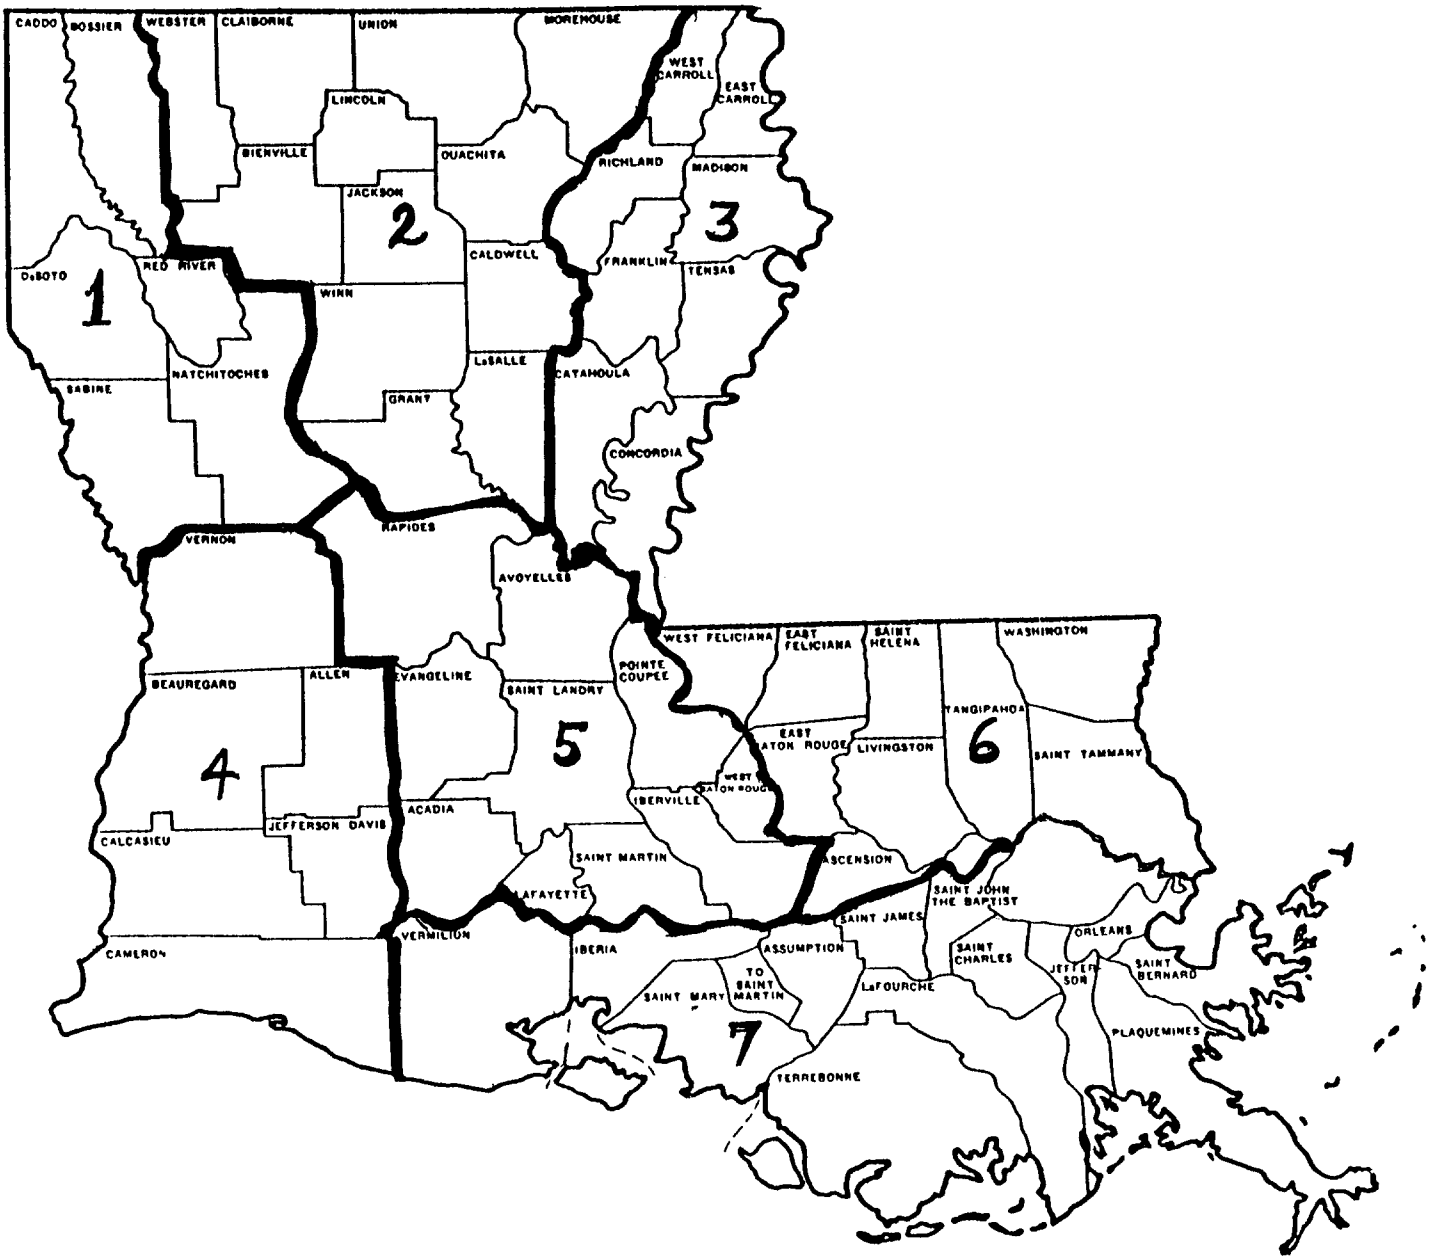 CADDO
BOSSIER
WEBSTER
CLAIBORNE
UNION
MOREHOUSE
WEST
CARROLL
EAST
CARROLL
LINCOLN
BIENVILLE
OUACHITA
RICHLAND
MADISON
JACKSON
2
3
CALDWELL
FRANKLIN
TENSAS
DeSOTO
RED RIVER
1
WINN
NATCHITOCHES
LaSALLE
CATAHOULA
SABINE
GRANT
CONCORDIA
RAPIDES
VERNON
AVOYELLES
WEST FELICIANA
EAST
FELICIANA
SAINT
HELENA
WASHINGTON
POINTE
COUPEE
BEAUREGARD
ALLEN
EVANGELINE
SAINT LANDRY
TANGIPAHOA
5
6
EAST
BATON ROUGE
LIVINGSTON
SAINT TAMMANY
4
WEST
BATON ROUGE
IBERVILLE
ACADIA
JEFFERSON DAVIS
CALCASIEU
SAINT MARTIN
ASCENSION
LAFAYETTE
SAINT JOHN
THE BAPTIST
SAINT JAMES
VERMILION
IBERIA
ASSUMPTION
ORLEANS
CAMERON
SAINT
CHARLES
JEFFER-
SON
SAINT
BERNARD
TO
SAINT
MARTIN
SAINT MARY
LaFOURCHE
PLAQUEMINES
7
TERREBONNE